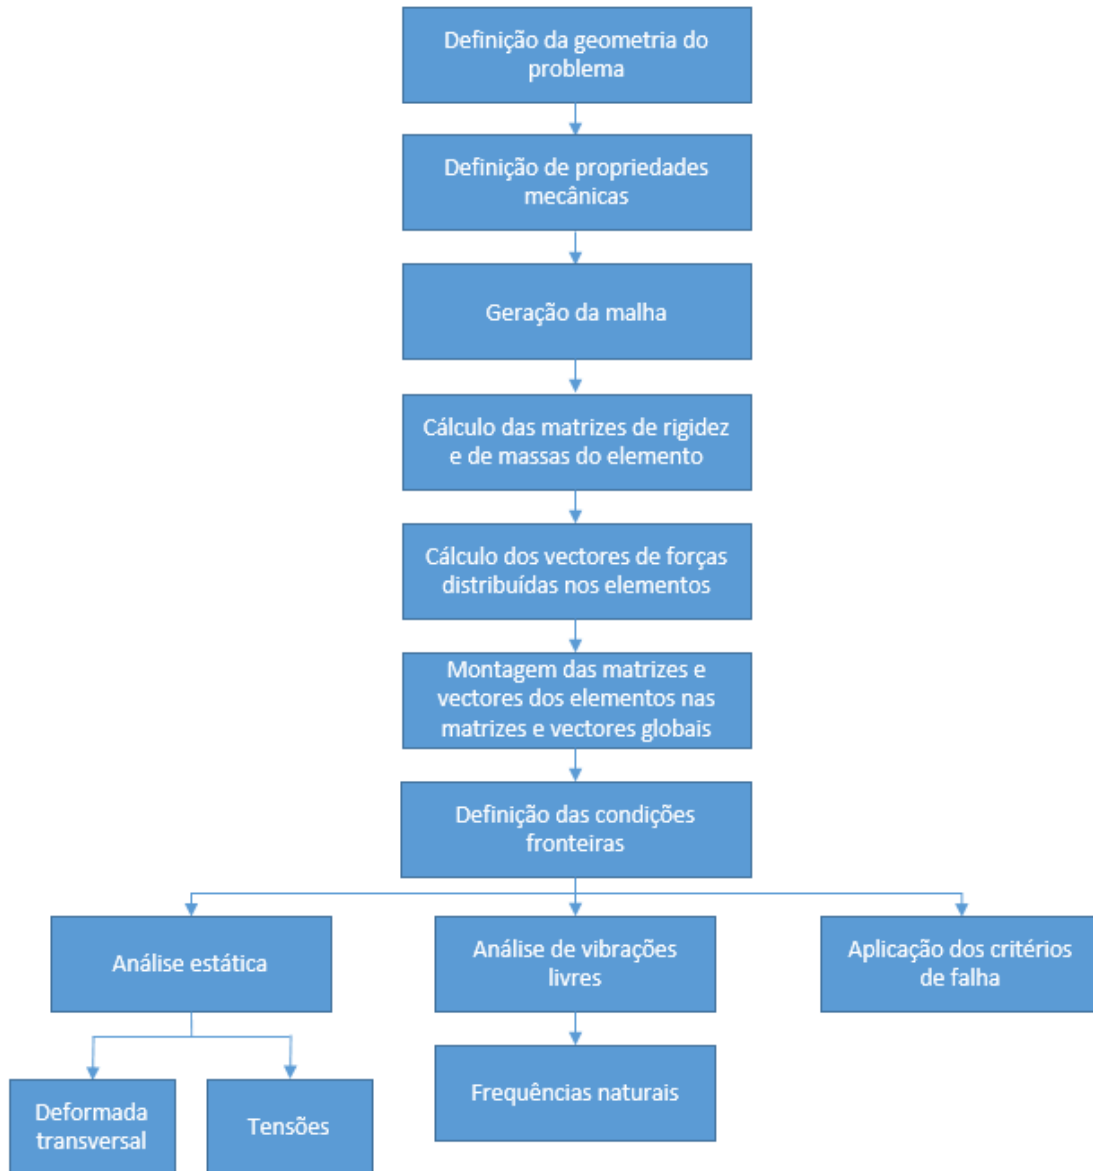 Definição da geometria do
problema
Definição de propriedades
mecânicas
Geração da malha
Cálculo das matrizes de rigidez
e de massas do elemento
Cálculo dos vectores de forças
distribuídas nos elementos
Montagem das matrizes e
vectores dos elementos nas
matrizes e vectores globais
Definição das condições
fronteiras
Análise estática
Análise de vibrações
livres
Aplicação dos critérios
de falha
Deformada
transversal
Tensões
Frequências naturais